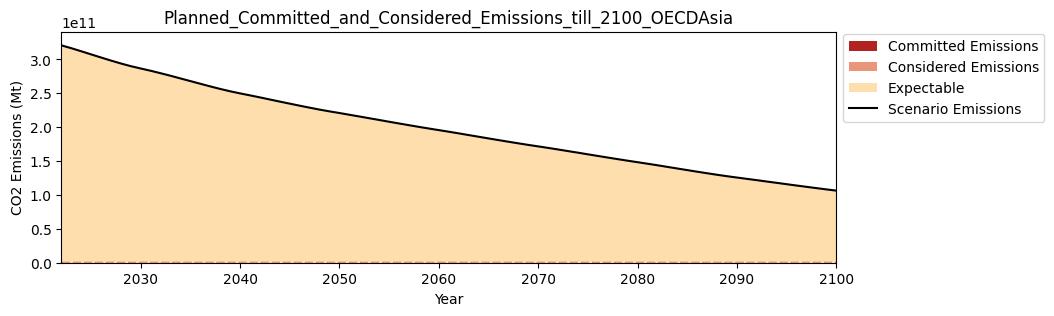 Planned_Committed_and_Considered_Emissions_till_2100_OECDAsia
1e11
3.0
2.5
2.0
1.5
1.0
0.5
0.0
CO2 Emissions (Mt)
2030 2040 2050 2060 2070 2080 2090 2100
Year
Committed Emissions
Considered Emissions
Expectable
Scenario Emissions